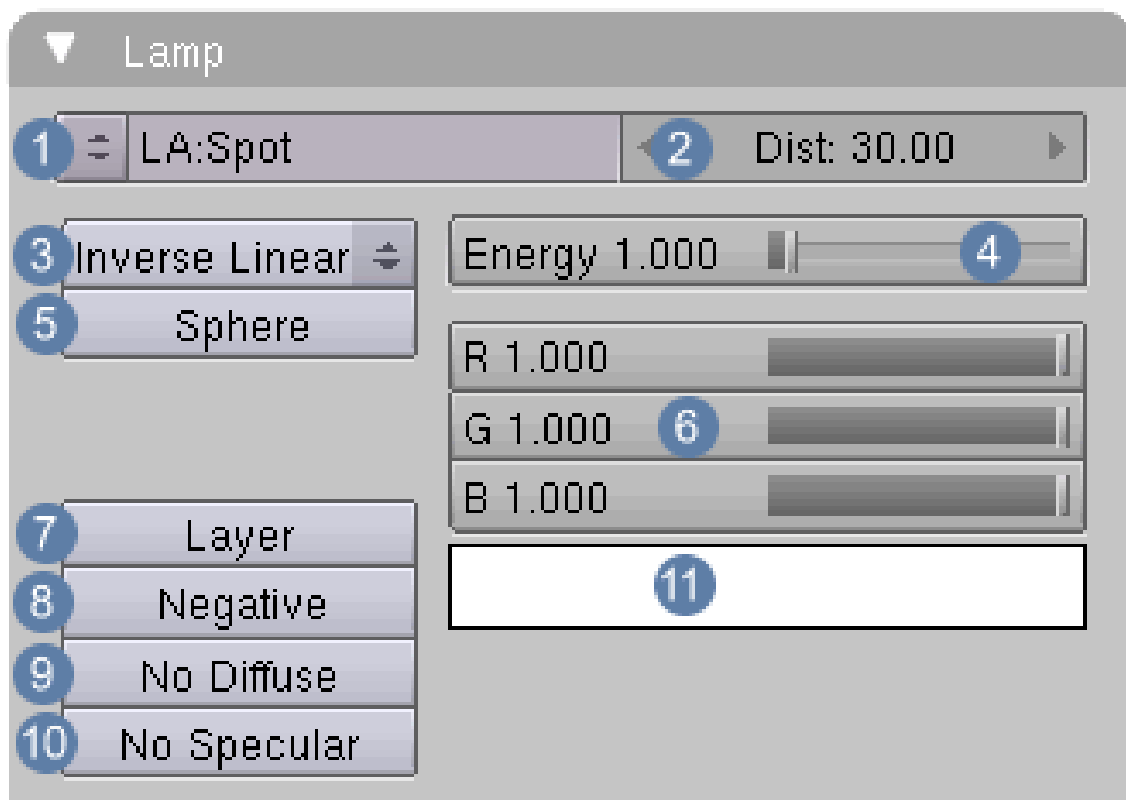 Lamp
1 LA:Spot 2 Dist: 30.00
3 Inverse Linear Energy 1.000 4
5 Sphere
R 1.000
G 1.000 6
B 1.000
7 Layer
8 Negative
9 No Diffuse
10 No Specular
11